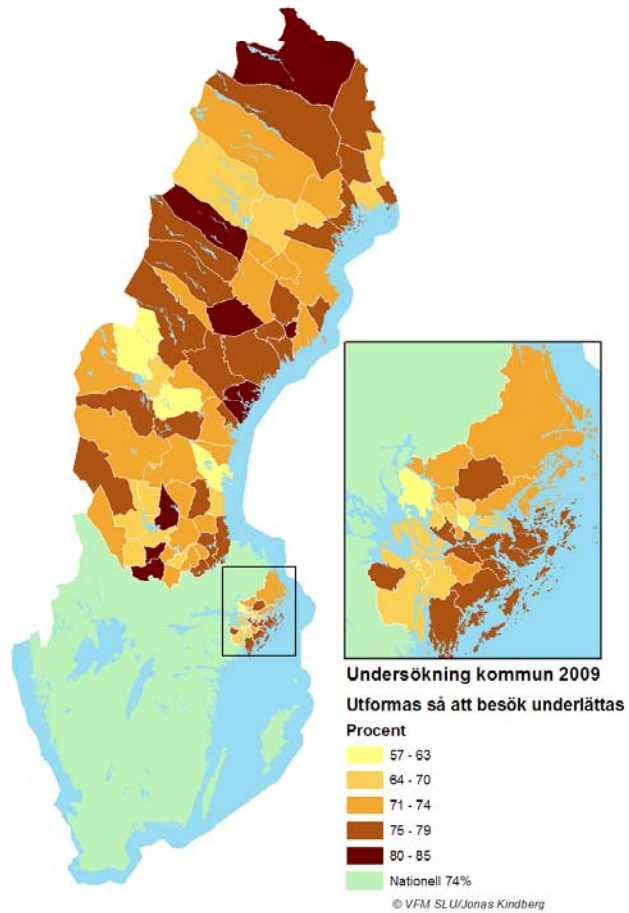 Undersökning kommun 2009
Utformas så att besök underlättas
Procent
57 - 63
64 - 70
71 - 74
75 - 79
80 - 85
Nationell 74%
© VFM SLU/Jonas Kindberg